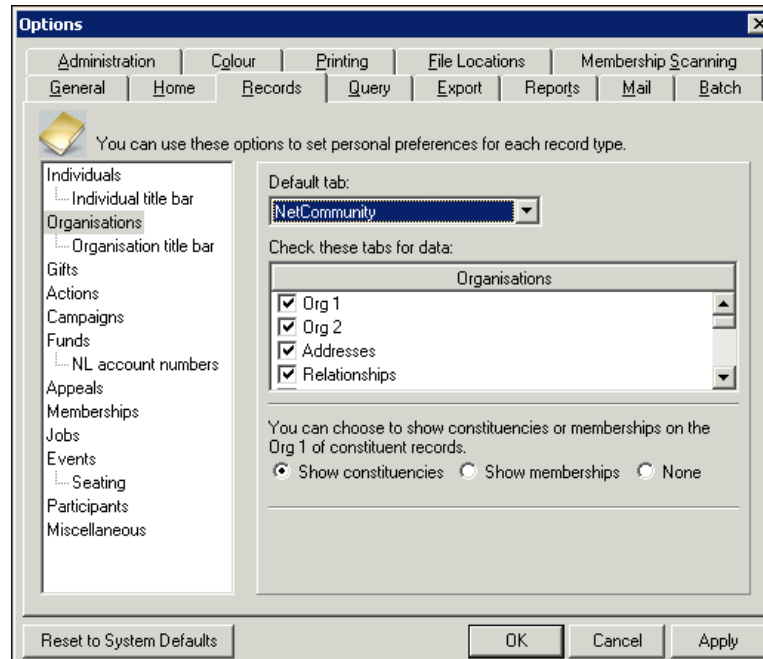 Options
Administration Colour Printing File Locations Membership Scanning
General Home Records Query Export Reports Mail Batch
You can use these options to set personal preferences for each record type.
Individuals
Individual title bar
Organisations
Organisation title bar
Gifts
Actions
Campaigns
Funds
NL account numbers
Appeals
Memberships
Jobs
Events
Seating
Participants
Miscellaneous
Default tab:
NetCommunity
Check these tabs for data:
Organisations
Org 1
Org 2
Addresses
Relationships
You can choose to show constituencies or memberships on the
Org 1 of constituent records.
Show constituencies Show memberships None
Reset to System Defaults OK Cancel Apply